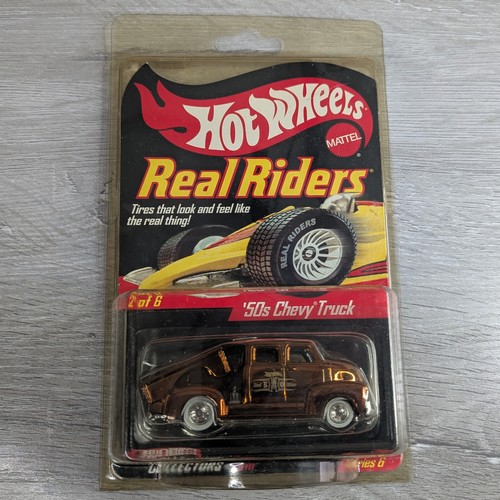 Hot Wheels®
MATTEL
Real Riders®
Tires that look and feel like
the real thing!
REAL RIDERS
2 of 6
'50s Chevy® Truck
COLLECTORS
Series 6